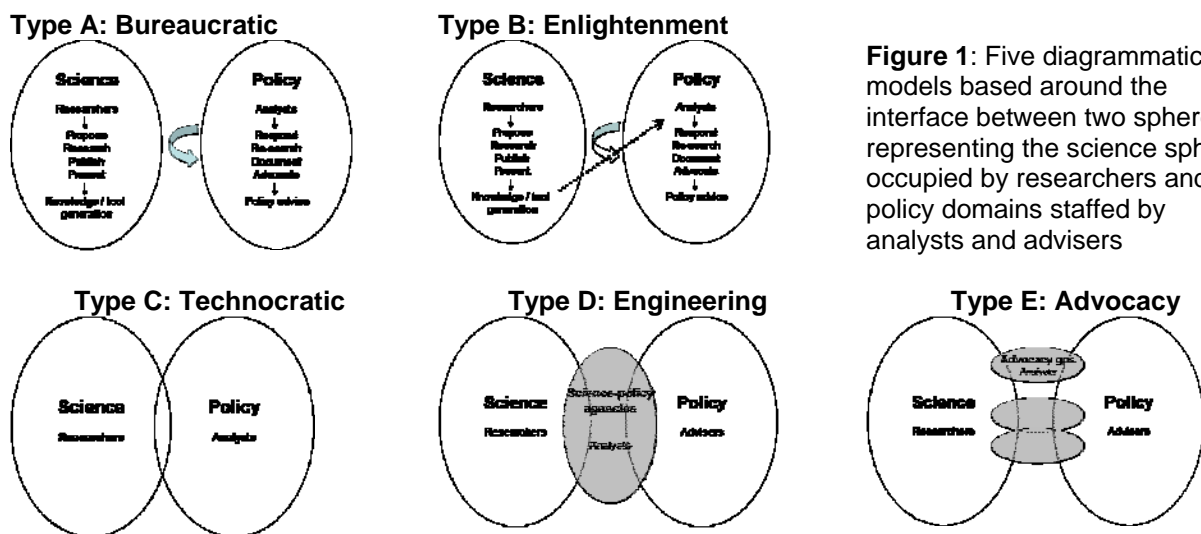 Type A: Bureaucratic
Science
Researchers
Propose
Research
Publish
Present
Knowledge / tool
generation
Policy
Analysts
Respond
Re-search
Document
Advocate
Policy advice
Type B: Enlightenment
Science
Researchers
Propose
Research
Publish
Present
Knowledge / tool
generation
Policy
Analysts
Respond
Re-search
Document
Advocate
Policy advice
Figure 1: Five diagrammatic
models based around the
interface between two spher
representing the science sph
occupied by researchers and
policy domains staffed by
analysts and advisers
Type C: Technocratic
Science
Researchers
Policy
Analysts
Type D: Engineering
Science
Researchers
Science-policy
agencies
Analysts
Policy
Advisers
Type E: Advocacy
Science
Researchers
Advocacy gps
Analysts
Policy
Advisers